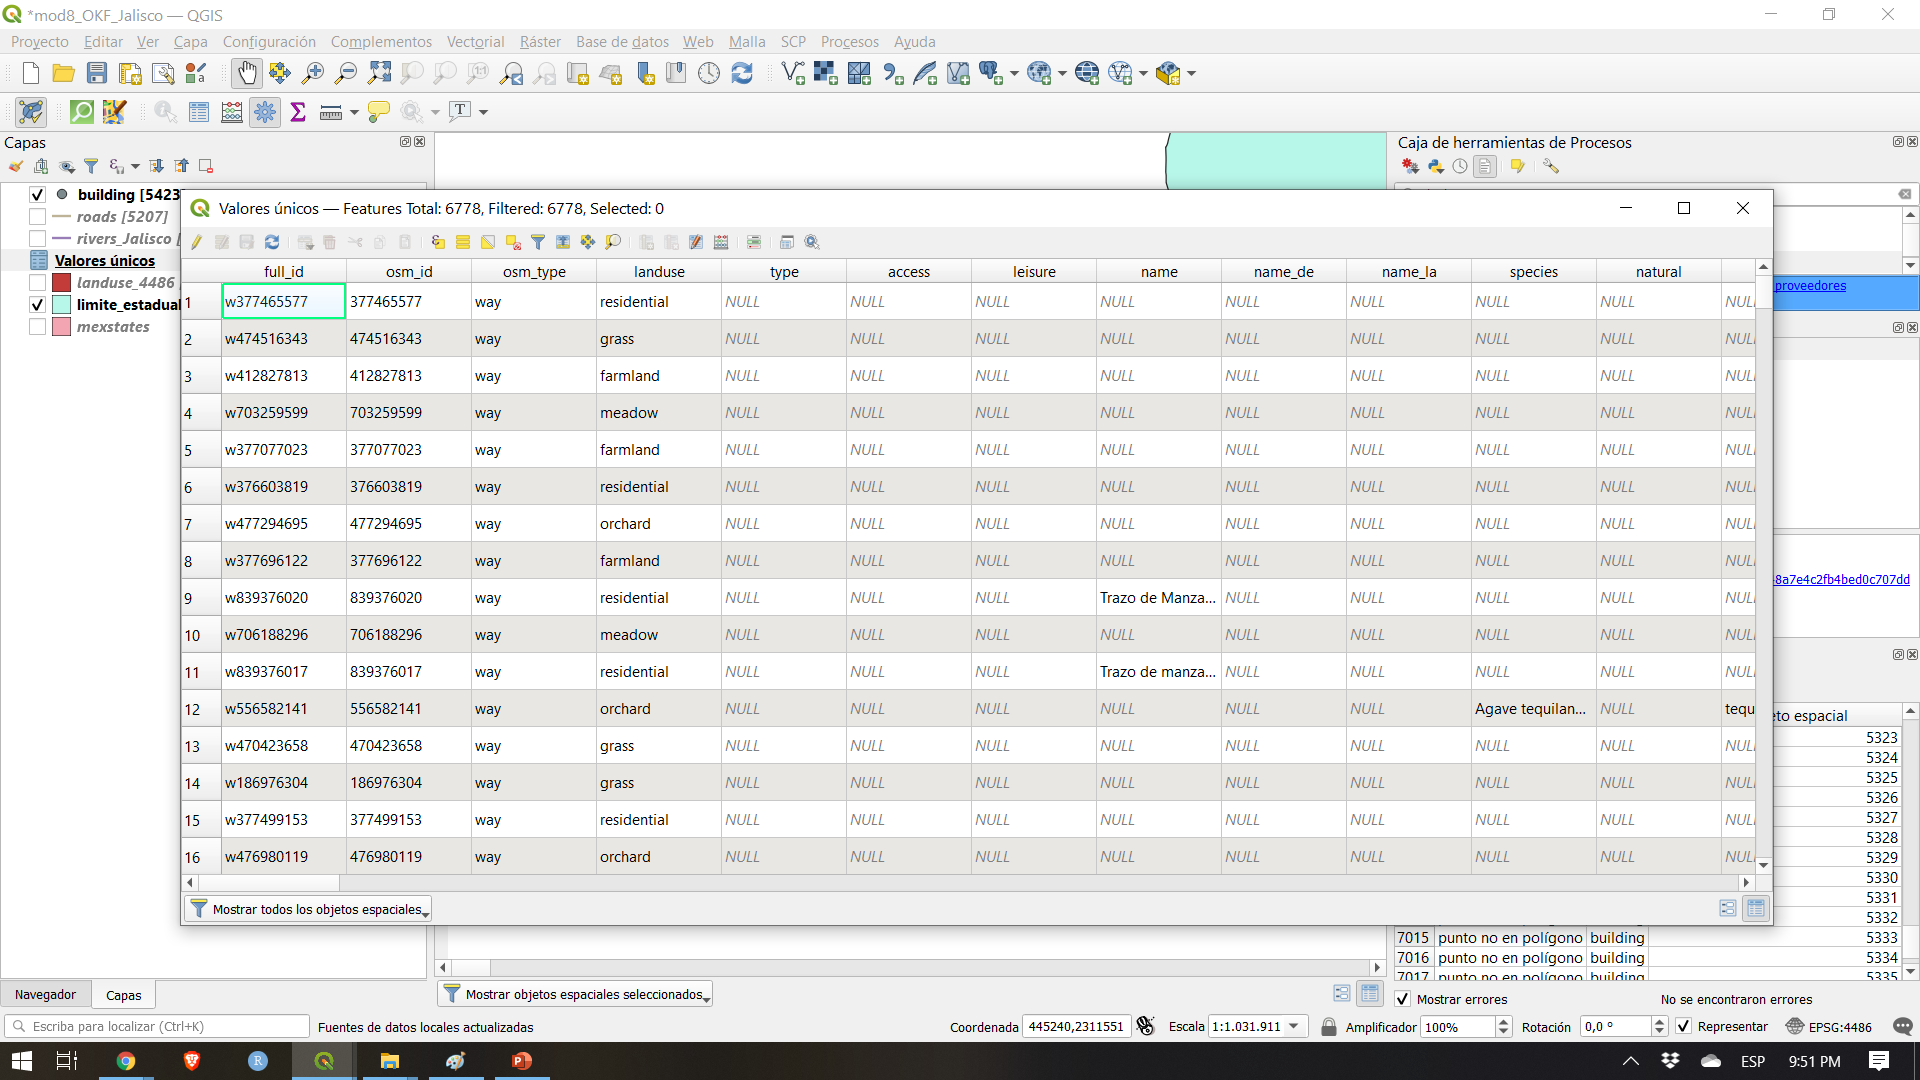 *mod8_OKF_Jalisco — QGIS
Proyecto Editar Ver Capa Configuración Complementos Vectorial Ráster Base de datos Web Malla SCP Procesos Ayuda
Capas
Caja de herramientas de Procesos
building [5423
roads [5207]
rivers_Jalisco [
Valores únicos
landuse_4486
limite_estadual
mexstates
Valores únicos — Features Total: 6778, Filtered: 6778, Selected: 0
full_id osm_id osm_type landuse type access leisure name name_de name_la species natural
1 w377465577 377465577 way residential NULL NULL NULL NULL NULL NULL NULL NULL NULL
2 w474516343 474516343 way grass NULL NULL NULL NULL NULL NULL NULL NULL NULL
3 w412827813 412827813 way farmland NULL NULL NULL NULL NULL NULL NULL NULL NULL
4 w703259599 703259599 way meadow NULL NULL NULL NULL NULL NULL NULL NULL NULL
5 w377077023 377077023 way farmland NULL NULL NULL NULL NULL NULL NULL NULL NULL
6 w376603819 376603819 way residential NULL NULL NULL NULL NULL NULL NULL NULL NULL
7 w477294695 477294695 way orchard NULL NULL NULL NULL NULL NULL NULL NULL NULL
8 w377696122 377696122 way farmland NULL NULL NULL NULL NULL NULL NULL NULL NULL
9 w839376020 839376020 way residential NULL NULL NULL Trazo de Manza... NULL NULL NULL NULL NULL
10 w706188296 706188296 way meadow NULL NULL NULL NULL NULL NULL NULL NULL NULL
11 w839376017 839376017 way residential NULL NULL NULL Trazo de manza... NULL NULL NULL NULL NULL
12 w556582141 556582141 way orchard NULL NULL NULL NULL NULL NULL Agave tequilan... NULL tequ
13 w470423658 470423658 way grass NULL NULL NULL NULL NULL NULL NULL NULL NULL
14 w186976304 186976304 way grass NULL NULL NULL NULL NULL NULL NULL NULL NULL
15 w377499153 377499153 way residential NULL NULL NULL NULL NULL NULL NULL NULL NULL
16 w476980119 476980119 way orchard NULL NULL NULL NULL NULL NULL NULL NULL NULL
Mostrar todos los objetos espaciales
proveedores
8a7e4c2fb4bed0c707dd
eto espacial
5323
5324
5325
5326
5327
5328
5329
5330
5331
5332
7015 punto no en polígono building 5333
7016 punto no en polígono building 5334
7017 punto no en polígono building 5335
Navegador Capas
Mostrar objetos espaciales seleccionados
Mostrar errores No se encontraron errores
Escriba para localizar (Ctrl+K) Fuentes de datos locales actualizadas Coordenada 445240,2311551 Escala 1:1.031.911 Amplificador 100% Rotación 0,0 ° Representar EPSG:4486
ESP 9:51 PM